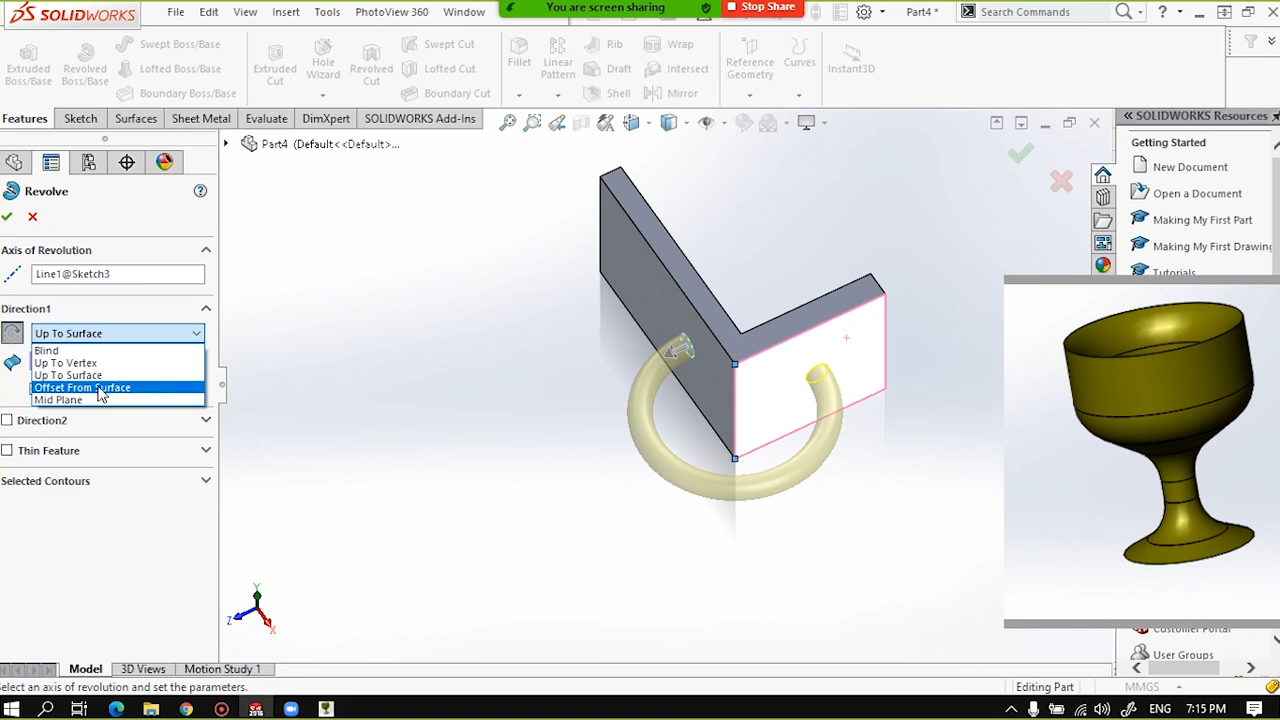 SOLIDWORKS
File Edit View Insert Tools PhotoView 360 Window
You are screen sharing
Stop Share
Part4 *
Search Commands
Extruded Boss/Base
Revolved Boss/Base
Swept Boss/Base
Lofted Boss/Base
Boundary Boss/Base
Extruded Cut
Hole Wizard
Revolved Cut
Swept Cut
Lofted Cut
Boundary Cut
Fillet
Linear Pattern
Rib
Draft
Shell
Wrap
Intersect
Mirror
Reference Geometry
Curves
Instant3D
Features Sketch Surfaces Sheet Metal Evaluate DimXpert SOLIDWORKS Add-Ins
Part4 (Default<<Default>...
SOLIDWORKS Resources
Getting Started
New Document
Open a Document
Making My First Part
Making My First Drawing
Tutorials
Revolve
Axis of Revolution
Line1@Sketch3
Direction1
Up To Surface
Blind
Up To Vertex
Up To Surface
Offset From Surface
Mid Plane
Direction2
Thin Feature
Selected Contours
Y
Z
X
Customer Portal
User Groups
Model 3D Views Motion Study 1
Select an axis of revolution and set the parameters.
Editing Part
MMGS
2016
ENG
7:15 PM